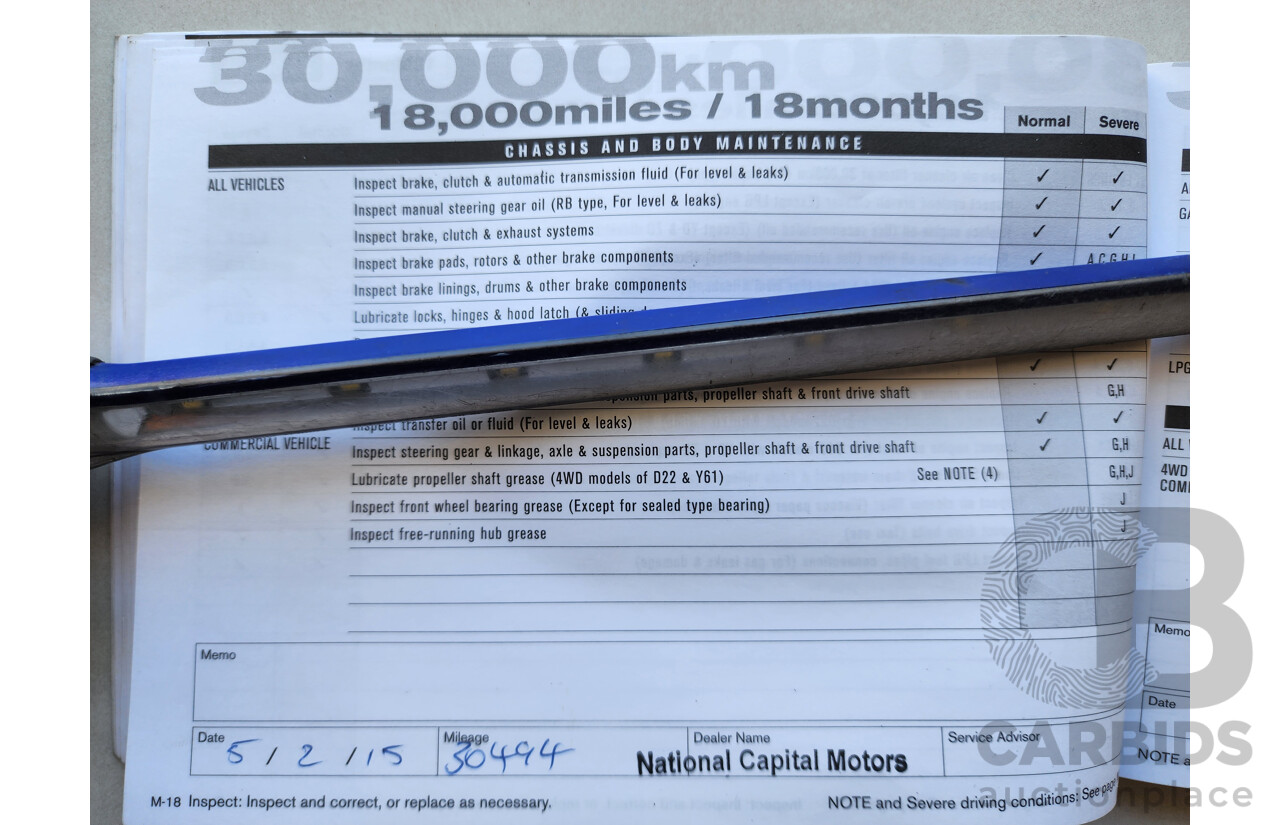 30,000km
18,000miles / 18months
Normal Severe
CHASSIS AND BODY MAINTENANCE
ALL VEHICLES Inspect brake, clutch & automatic transmission fluid (For level & leaks) ✓ ✓
Inspect manual steering gear oil (RB type, For level & leaks) ✓ ✓
Inspect brake, clutch & exhaust systems ✓ ✓
Inspect brake pads, rotors & other brake components ✓ A,C,G,H,J
Inspect brake linings, drums & other brake components
Lubricate locks, hinges & hood latch (&
✓ ✓
parts, propeller shaft & front drive shaft G,H
Inspect transfer oil or fluid (For level & leaks) ✓ ✓
COMMERCIAL VEHICLE Inspect steering gear & linkage, axle & suspension parts, propeller shaft & front drive shaft ✓ G,H
Lubricate propeller shaft grease (4WD models of D22 & Y61) See NOTE (4) G,H,J
Inspect front wheel bearing grease (Except for sealed type bearing) J
Inspect free-running hub grease J
Memo
Date 5/2/15 Mileage 30494 Dealer Name National Capital Motors Service Advisor
M-18 Inspect: Inspect and correct, or replace as necessary. NOTE and Severe driving conditions: See page
LPG
ALL
4WD
COM
Memo
Date
NOTE a
CB
CARBIDS
auctionplace